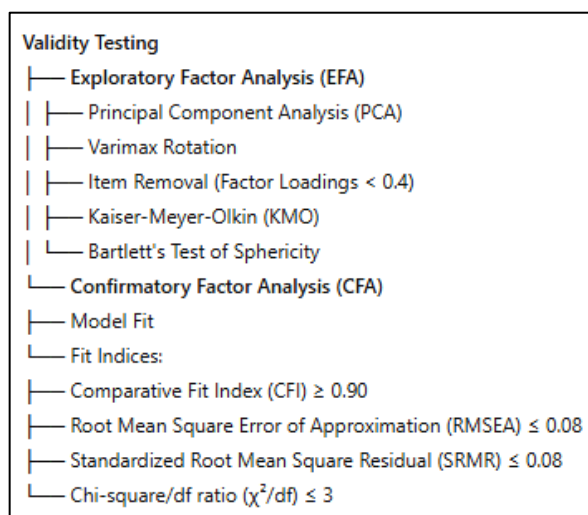 Validity Testing
├── Exploratory Factor Analysis (EFA)
│ ├── Principal Component Analysis (PCA)
│ ├── Varimax Rotation
│ ├── Item Removal (Factor Loadings < 0.4)
│ ├── Kaiser-Meyer-Olkin (KMO)
│ └── Bartlett's Test of Sphericity
└── Confirmatory Factor Analysis (CFA)
├── Model Fit
└── Fit Indices:
├── Comparative Fit Index (CFI) ≥ 0.90
├── Root Mean Square Error of Approximation (RMSEA) ≤ 0.08
├── Standardized Root Mean Square Residual (SRMR) ≤ 0.08
└── Chi-square/df ratio (χ²/df) ≤ 3